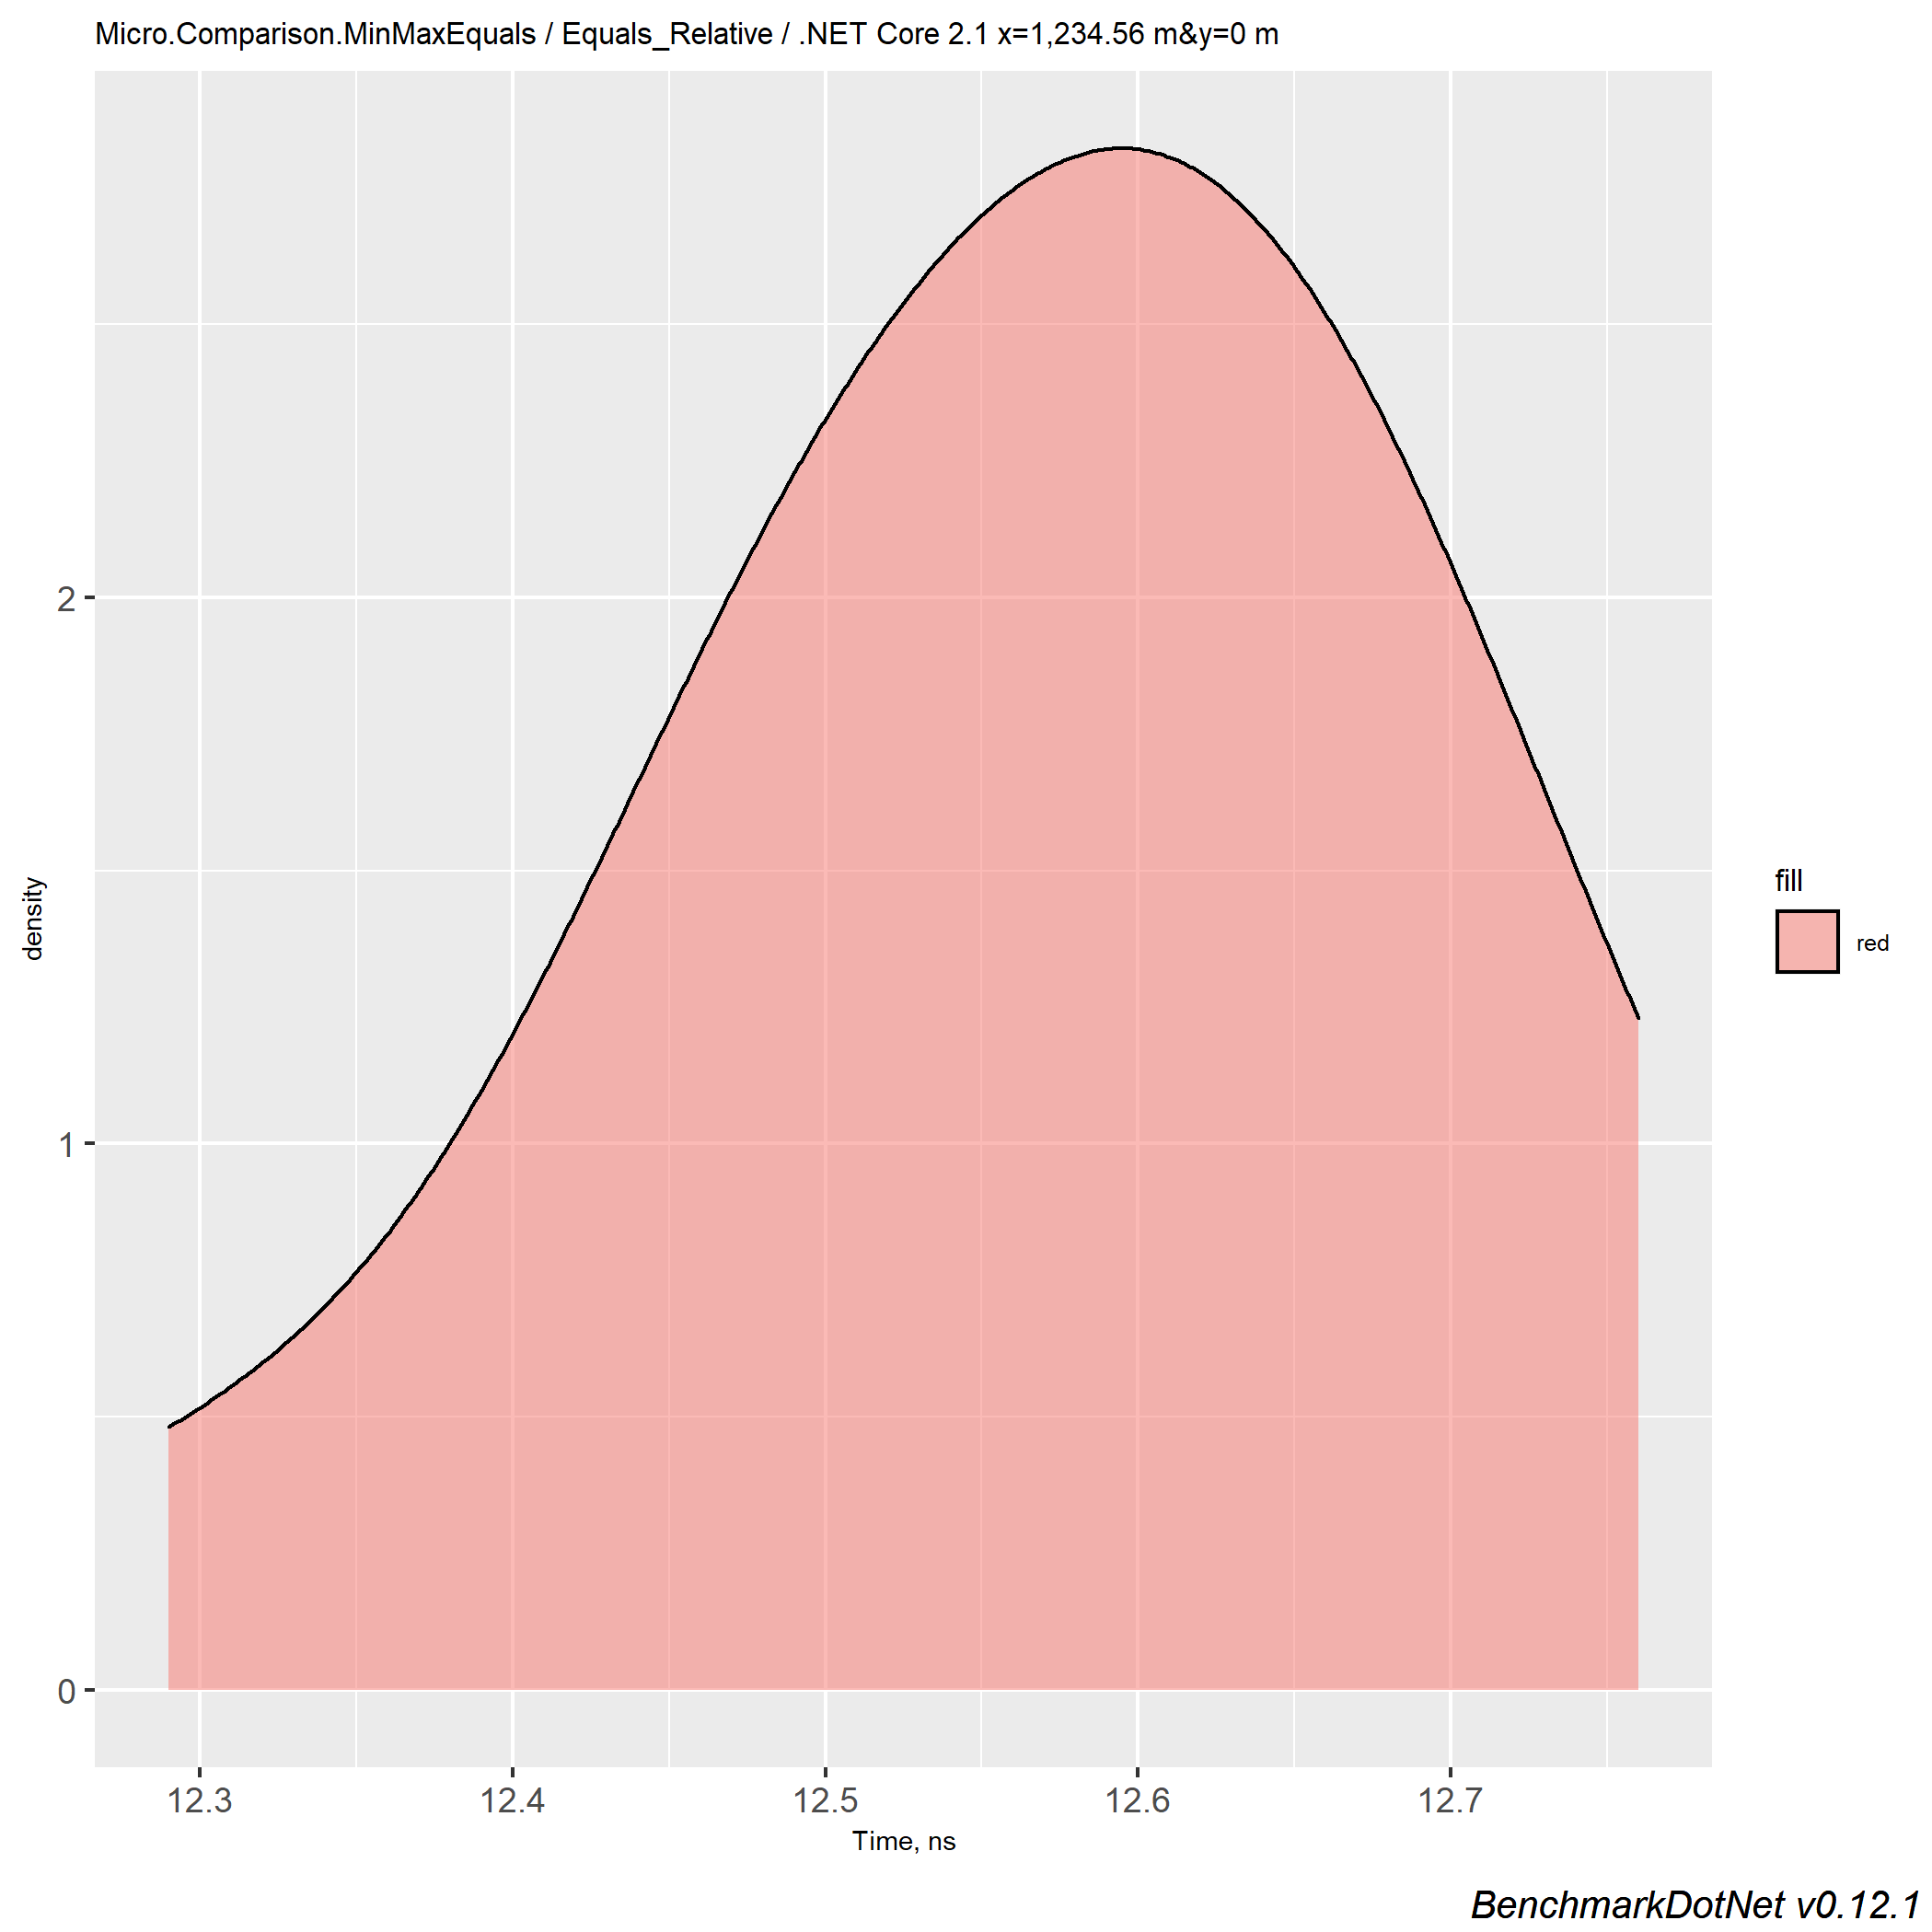 Micro.Comparison.MinMaxEquals / Equals_Relative / .NET Core 2.1 x=1,234.56 m&y=0 m
2
1
0
density
12.3 12.4 12.5 12.6 12.7
Time, ns
fill
red
BenchmarkDotNet v0.12.1